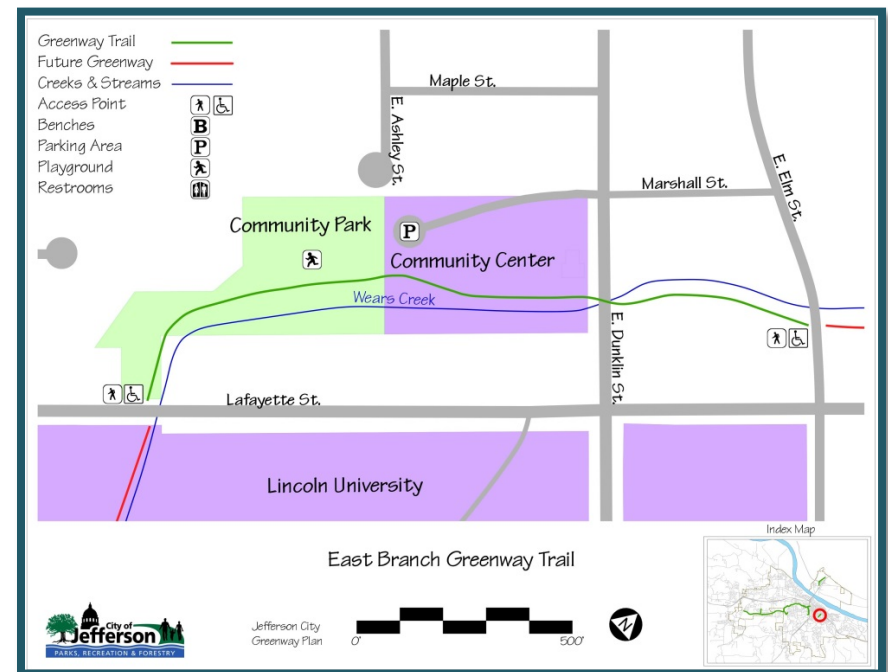 Greenway Trail
Future Greenway
Creeks & Streams
Access Point
Benches
B
Parking Area
P
Playground
Restrooms
Maple St.
E. Ashley St.
Marshall St.
E. Elm St.
Community Park
P
Community Center
Wears Creek
E. Dunklin St.
Lafayette St.
Lincoln University
Index Map
East Branch Greenway Trail
City of
Jefferson
PARKS, RECREATION & FORESTRY
Jefferson City
Greenway Plan
0'
500'
N